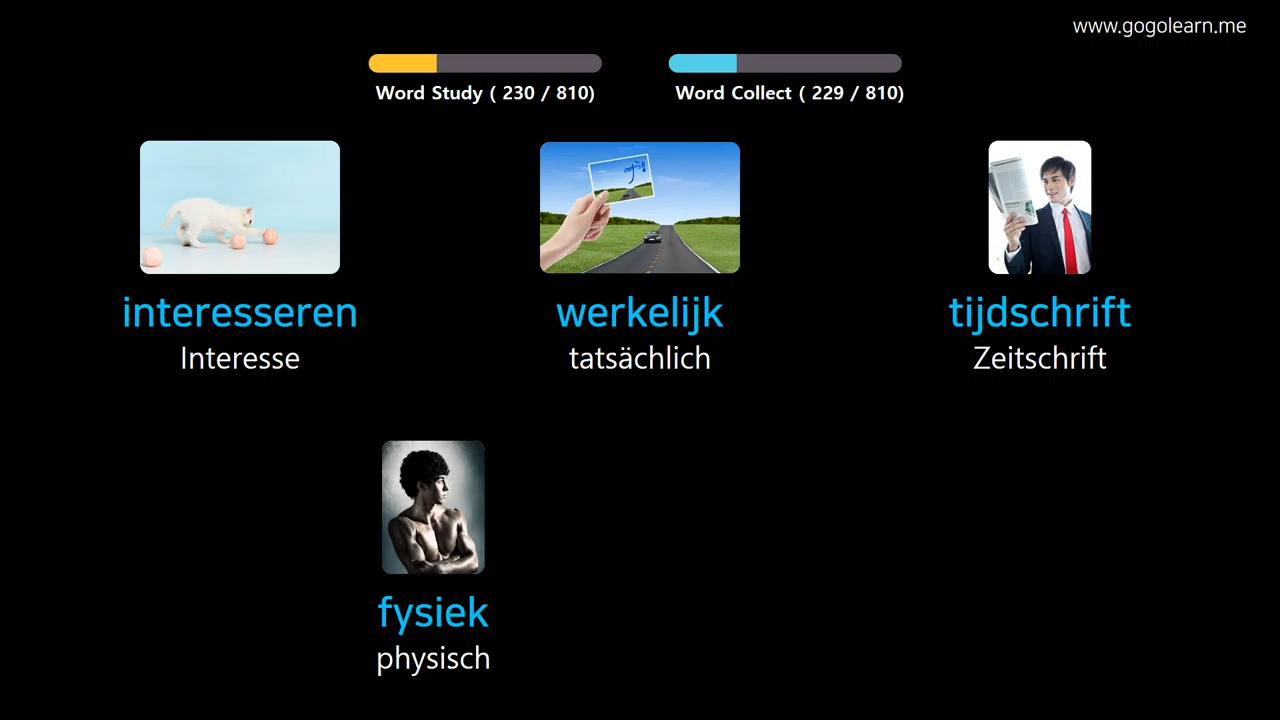 www.gogolearn.me
Word Study ( 230 / 810)
Word Collect ( 229 / 810)
interesseren
Interesse
werkelijk
tatsächlich
tijdschrift
Zeitschrift
fysiek
physisch